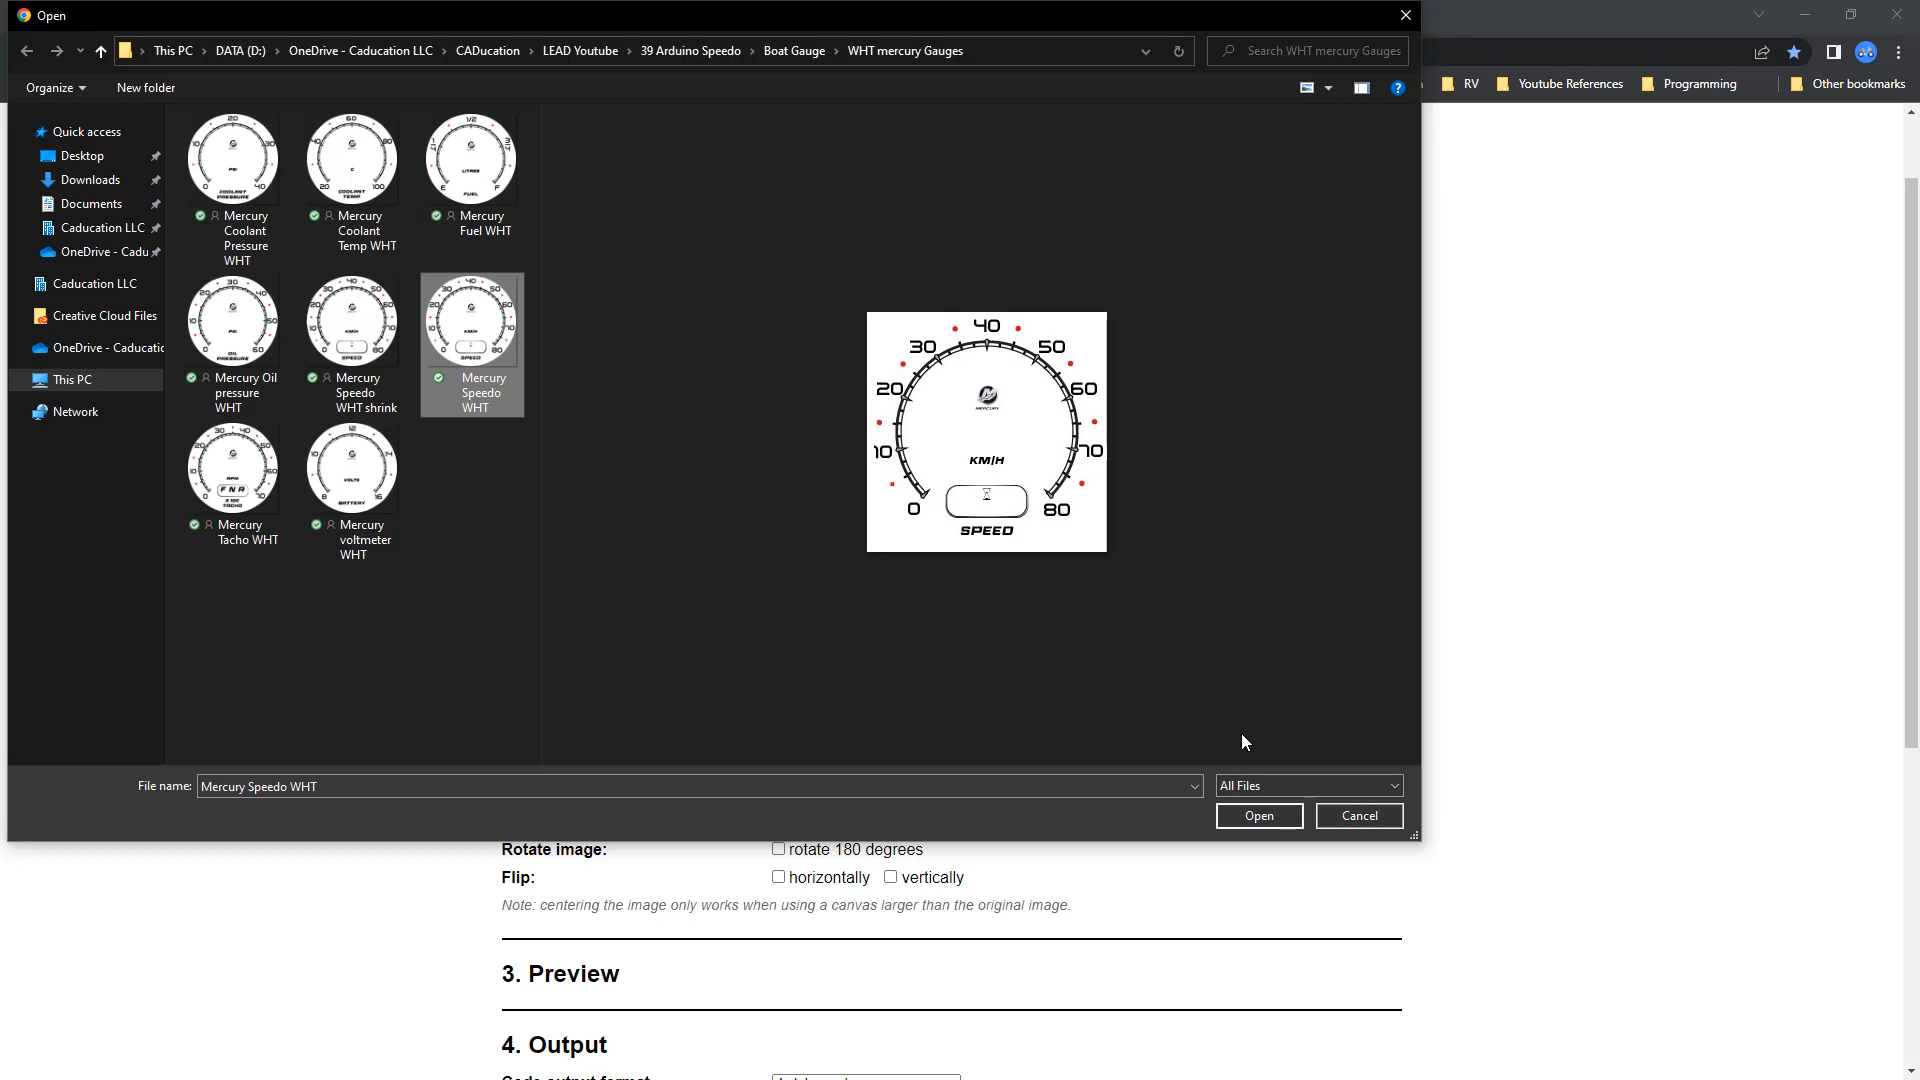 Open
This PC
DATA (D:)
OneDrive - Caducation LLC
CADucation
LEAD Youtube
39 Arduino Speedo
Boat Gauge
WHT mercury Gauges
Search WHT mercury Gauges
Organize
New folder
RV
Youtube References
Programming
Other bookmarks
Quick access
Desktop
Downloads
Documents
Caducation LLC
OneDrive - Cadu
Caducation LLC
Creative Cloud Files
OneDrive - Caducatic
This PC
Network
Mercury
Coolant
Pressure
WHT
Mercury
Coolant
Temp WHT
Mercury
Fuel WHT
Mercury Oil
pressure
WHT
Mercury
Speedo
WHT shrink
Mercury
Speedo
WHT
Mercury
Tacho WHT
Mercury
voltmeter
WHT
40
30
50
20
60
MERCURY
10
70
KM/H
0
80
SPEED
File name:
Mercury Speedo WHT
All Files
Open
Cancel
Rotate image:
rotate 180 degrees
Flip:
horizontally
vertically
Note: centering the image only works when using a canvas larger than the original image.
3. Preview
4. Output